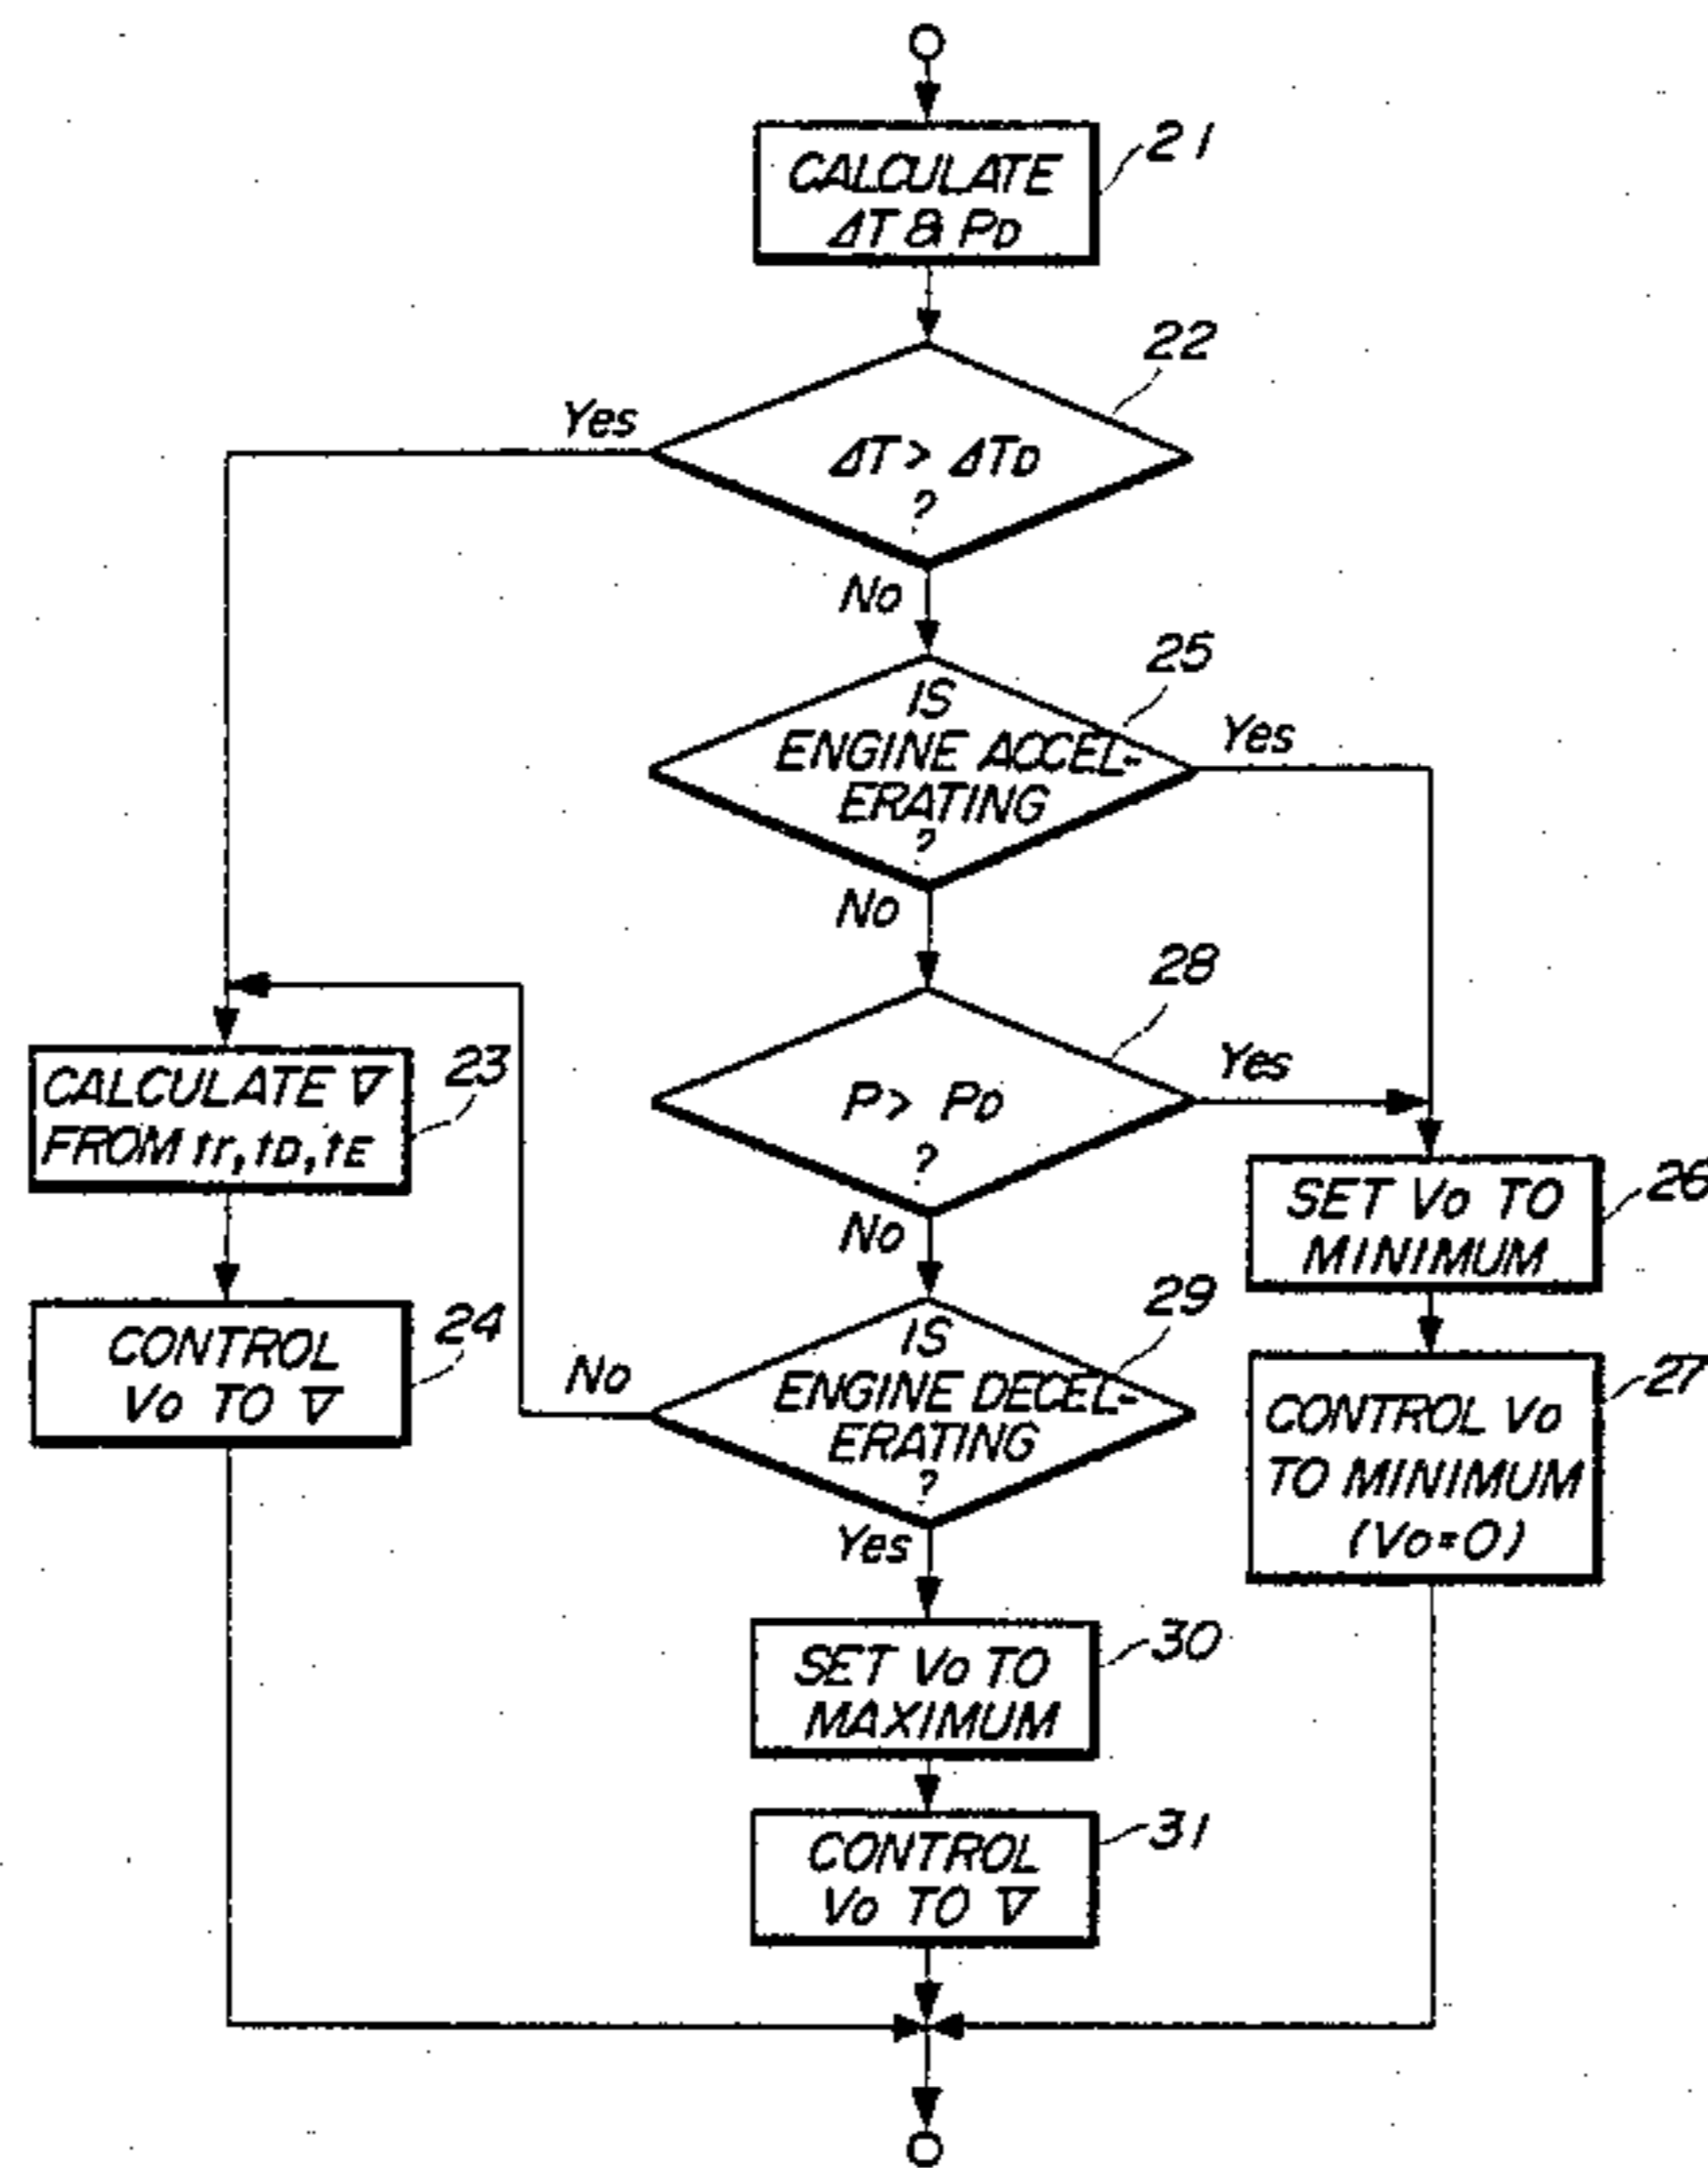 CALCULATE
ΔT & PD
21
22
Yes
ΔT > ΔTD
?
No
25
IS
ENGINE ACCEL-
ERATING
?
Yes
No
28
P > PD
?
Yes
No
CALCULATE ∇
FROM tr, tD, tE
23
SET Vo TO
MINIMUM
26
CONTROL
Vo TO ∇
24
29
IS
ENGINE DECEL-
ERATING
?
No
Yes
CONTROL Vo
TO MINIMUM
(Vo=0)
27
SET Vo TO
MAXIMUM
30
CONTROL
Vo TO ∇
31